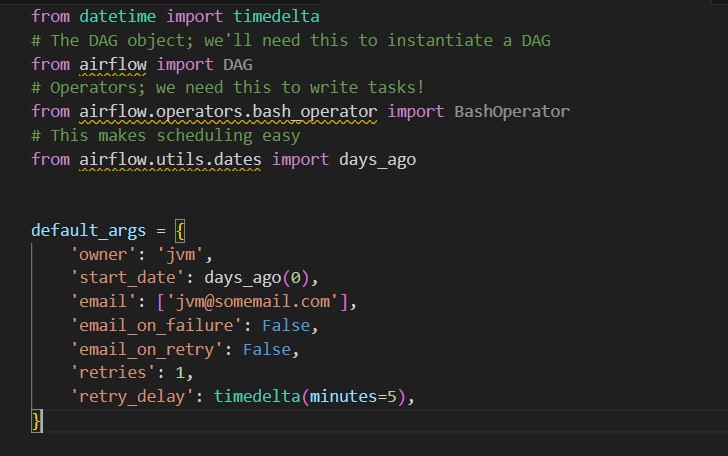 from datetime import timedelta
# The DAG object; we'll need this to instantiate a DAG
from airflow import DAG
# Operators; we need this to write tasks!
from airflow.operators.bash_operator import BashOperator
# This makes scheduling easy
from airflow.utils.dates import days_ago
default_args = {
    'owner': 'jvm',
    'start_date': days_ago(0),
    'email': ['jvm@somemail.com'],
    'email_on_failure': False,
    'email_on_retry': False,
    'retries': 1,
    'retry_delay': timedelta(minutes=5),
}